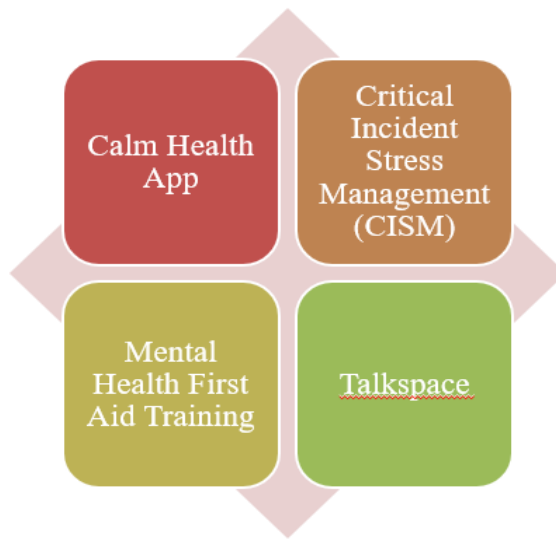 Calm Health
App
Critical
Incident
Stress
Management
(CISM)
Mental
Health First
Aid Training
Talkspace